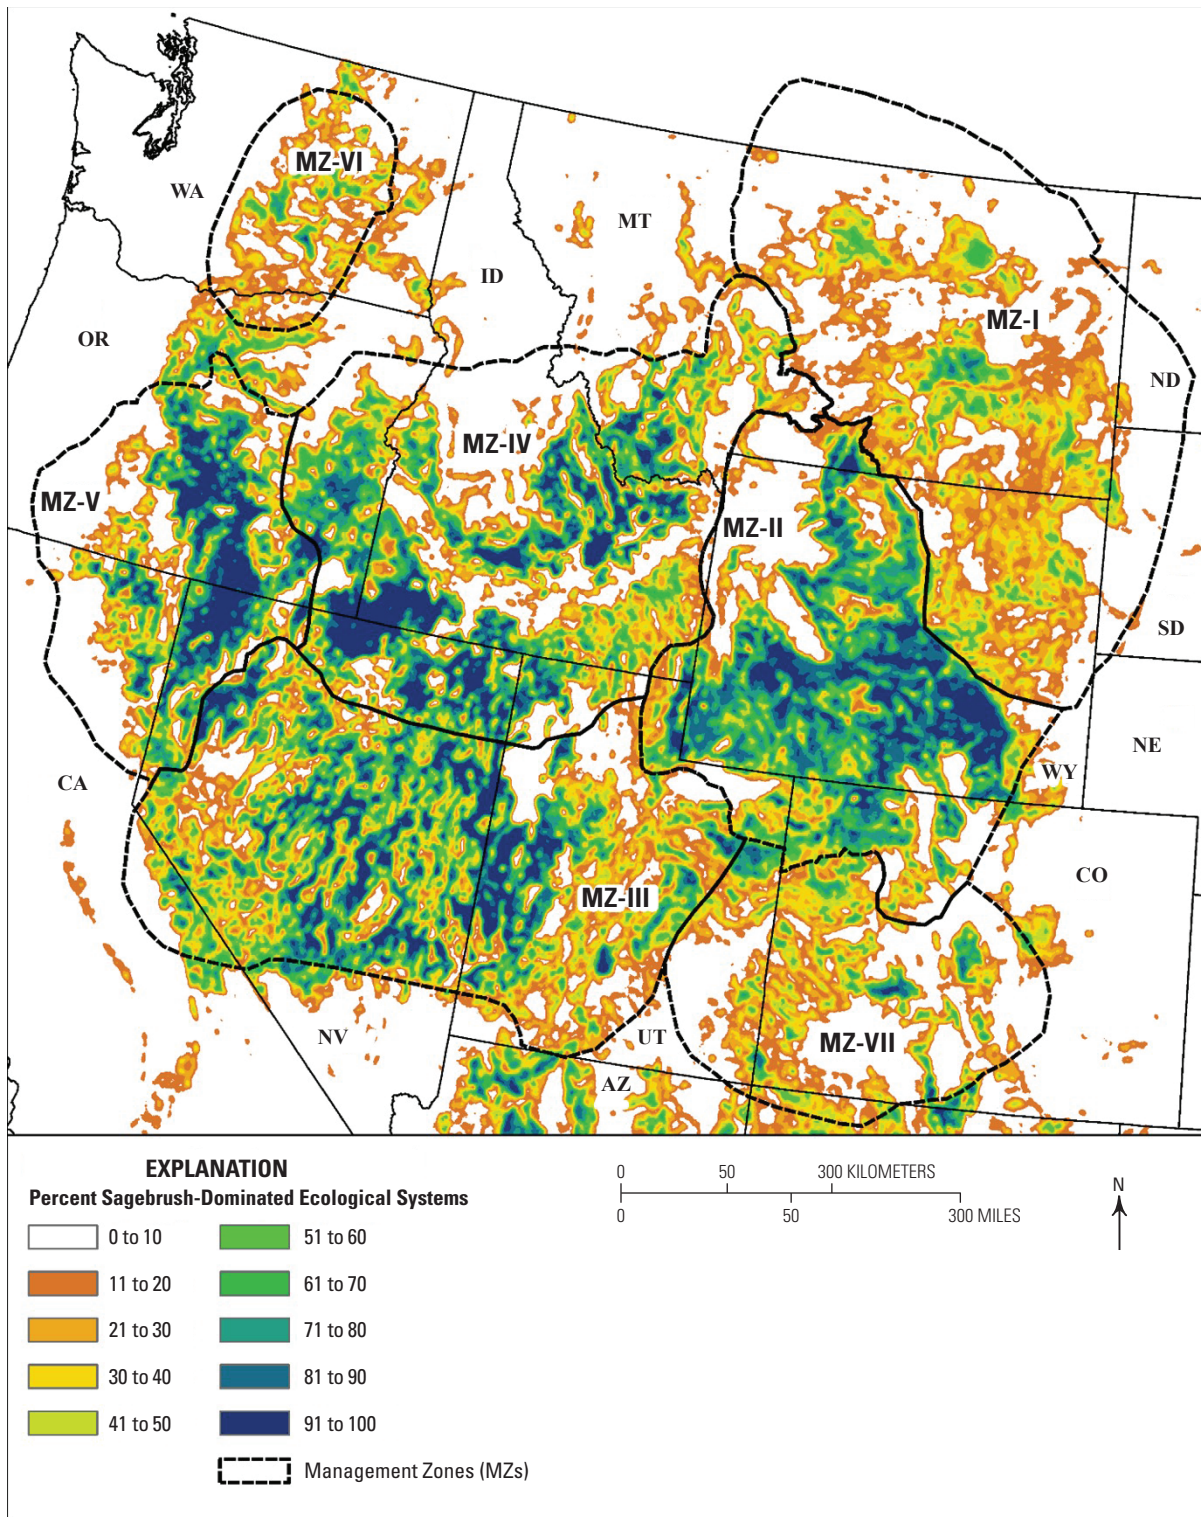 MZ-VI
WA
MT
ID
OR
MZ-I
ND
MZ-IV
MZ-V
MZ-II
SD
NE
WY
CA
CO
MZ-III
NV
UT
MZ-VII
AZ
EXPLANATION
Percent Sagebrush-Dominated Ecological Systems
0 to 10
11 to 20
21 to 30
30 to 40
41 to 50
51 to 60
61 to 70
71 to 80
81 to 90
91 to 100
Management Zones (MZs)
0 50 300 KILOMETERS
0 50 300 MILES
N